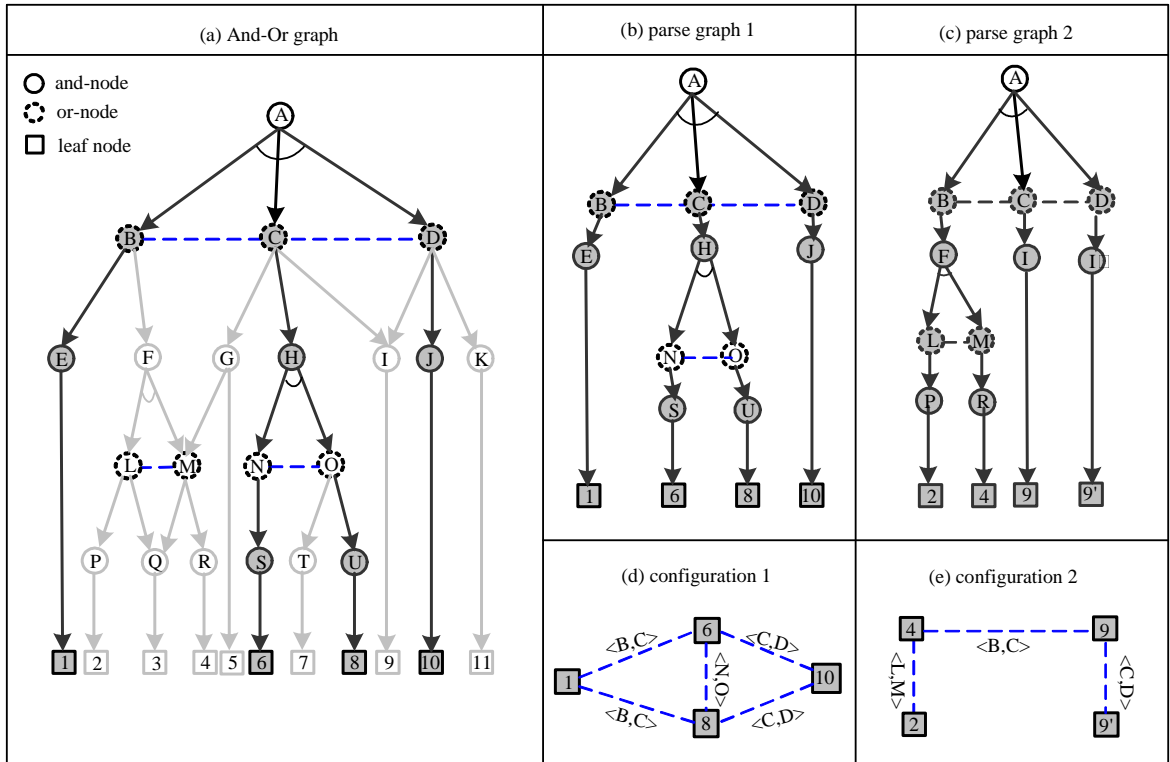 (a) And-Or graph
(b) parse graph 1
(c) parse graph 2
and-node
or-node
leaf node
A
B C D
E F G H I J K
L M N O
P Q R S T U
1 2 3 4 5 6 7 8 9 10 11
A
B C D
E H J
N O
S U
1 6 8 10
A
B C D
F I I
L M
P R
2 4 9 9'
(d) configuration 1
<B,C> 6 <C,D>
1 <N,O> 10
<B,C> 8 <C,D>
(e) configuration 2
4 <B,C> 9
<L,M> <C,D>
2 9'